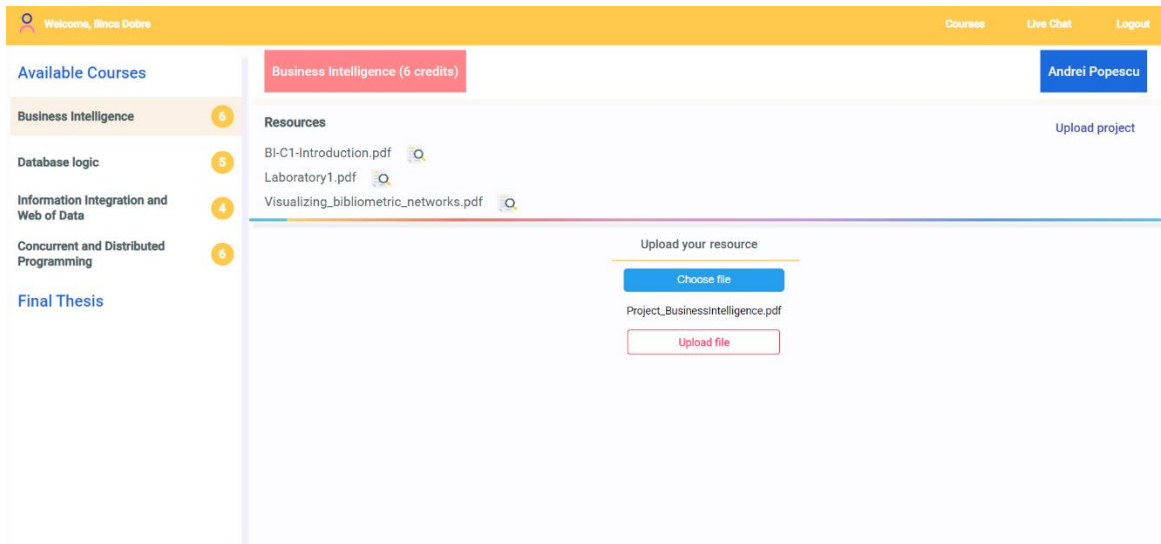 Welcome, Ilinca Dobre
Courses
Live Chat
Logout
Available Courses
Business Intelligence
6
Database logic
5
Information Integration and
Web of Data
4
Concurrent and Distributed
Programming
6
Final Thesis
Business Intelligence (6 credits)
Andrei Popescu
Resources
Upload project
BI-C1-Introduction.pdf
Laboratory1.pdf
Visualizing_bibliometric_networks.pdf
Upload your resource
Choose file
Project_BusinessIntelligence.pdf
Upload file